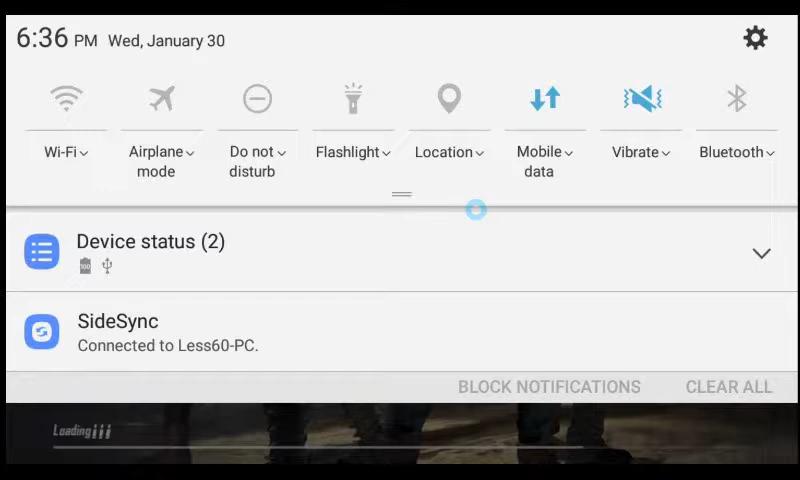 6:36 PM Wed, January 30
Wi-Fi
Airplane mode
Do not disturb
Flashlight
Location
Mobile data
Vibrate
Bluetooth
Device status (2)
100
SideSync
Connected to Less60-PC.
BLOCK NOTIFICATIONS CLEAR ALL
Loading¡¡¡